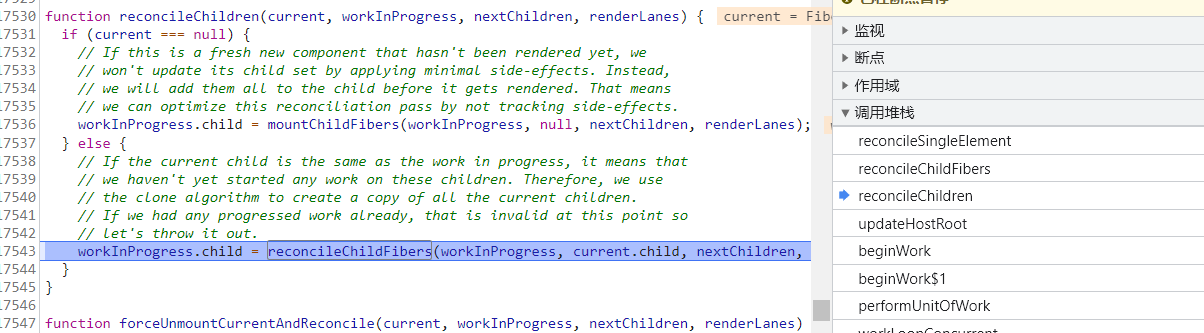 17530 function reconcileChildren(current, workInProgress, nextChildren, renderLanes) { current = Fibe
17531 if (current === null) {
17532 // If this is a fresh new component that hasn't been rendered yet, we
17533 // won't update its child set by applying minimal side-effects. Instead,
17534 // we will add them all to the child before it gets rendered. That means
17535 // we can optimize this reconciliation pass by not tracking side-effects.
17536 workInProgress.child = mountChildFibers(workInProgress, null, nextChildren, renderLanes);
17537 } else {
17538 // If the current child is the same as the work in progress, it means that
17539 // we haven't yet started any work on these children. Therefore, we use
17540 // the clone algorithm to create a copy of all the current children.
17541 // If we had any progressed work already, that is invalid at this point so
17542 // let's throw it out.
17543 workInProgress.child = reconcileChildFibers(workInProgress, current.child, nextChildren,
17544 }
17545 }
17546
17547 function forceUnmountCurrentAndReconcile(current, workInProgress, nextChildren, renderLanes)
监视
断点
作用域
调用堆栈
reconcileSingleElement
reconcileChildFibers
reconcileChildren
updateHostRoot
beginWork
beginWork$1
performUnitOfWork
workLoopConcurrent